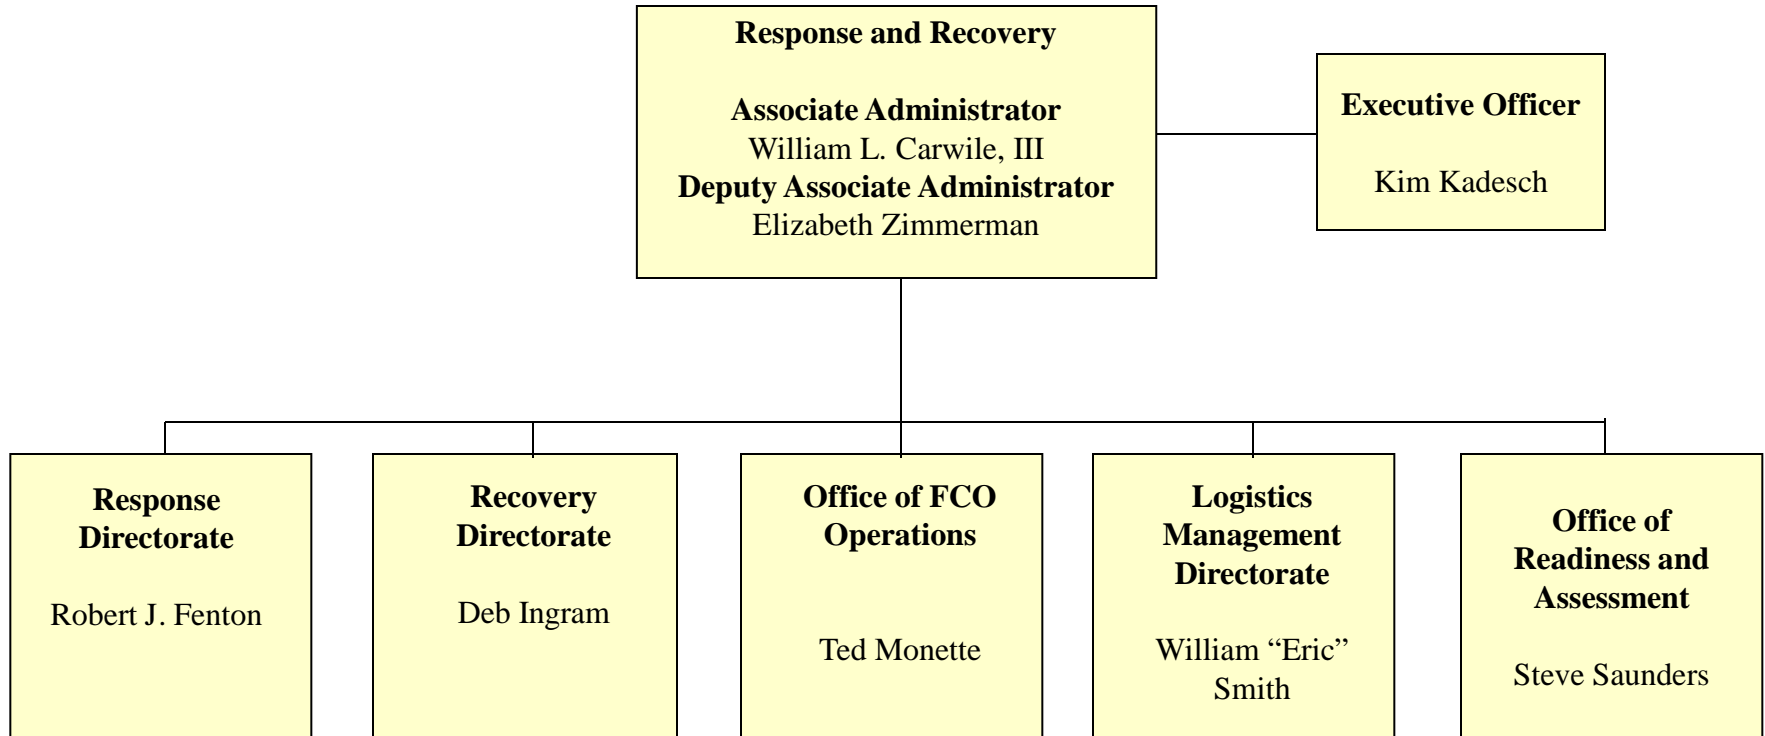 Response and Recovery
Associate Administrator
William L. Carwile, III
Deputy Associate Administrator
Elizabeth Zimmerman
Executive Officer
Kim Kadesch
Response
Directorate
Robert J. Fenton
Recovery
Directorate
Deb Ingram
Office of FCO
Operations
Ted Monette
Logistics
Management
Directorate
William “Eric”
Smith
Office of
Readiness and
Assessment
Steve Saunders